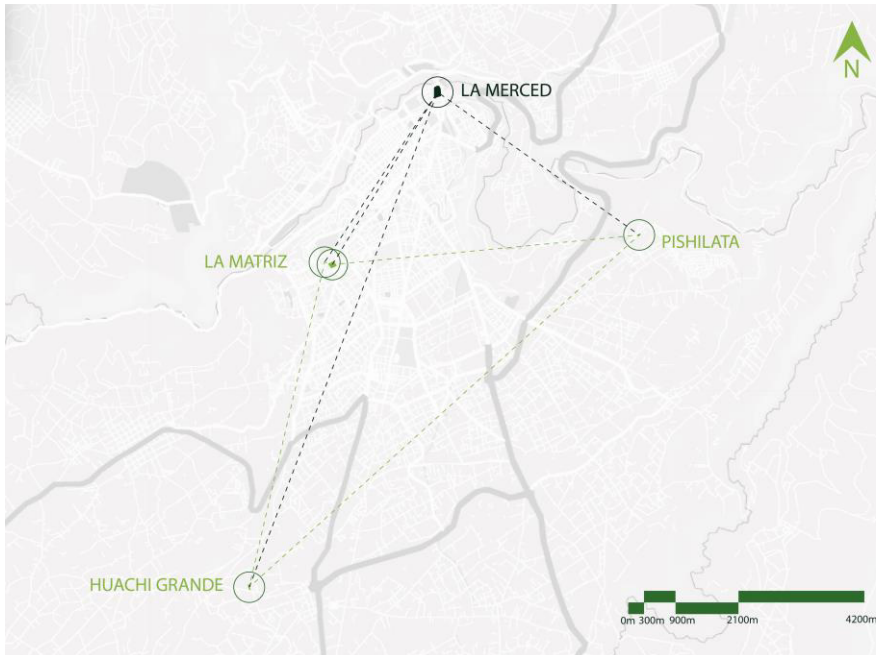 N
LA MERCED
PISHILATA
LA MATRIZ
HUACHI GRANDE
0m 300m 900m 2100m 4200m